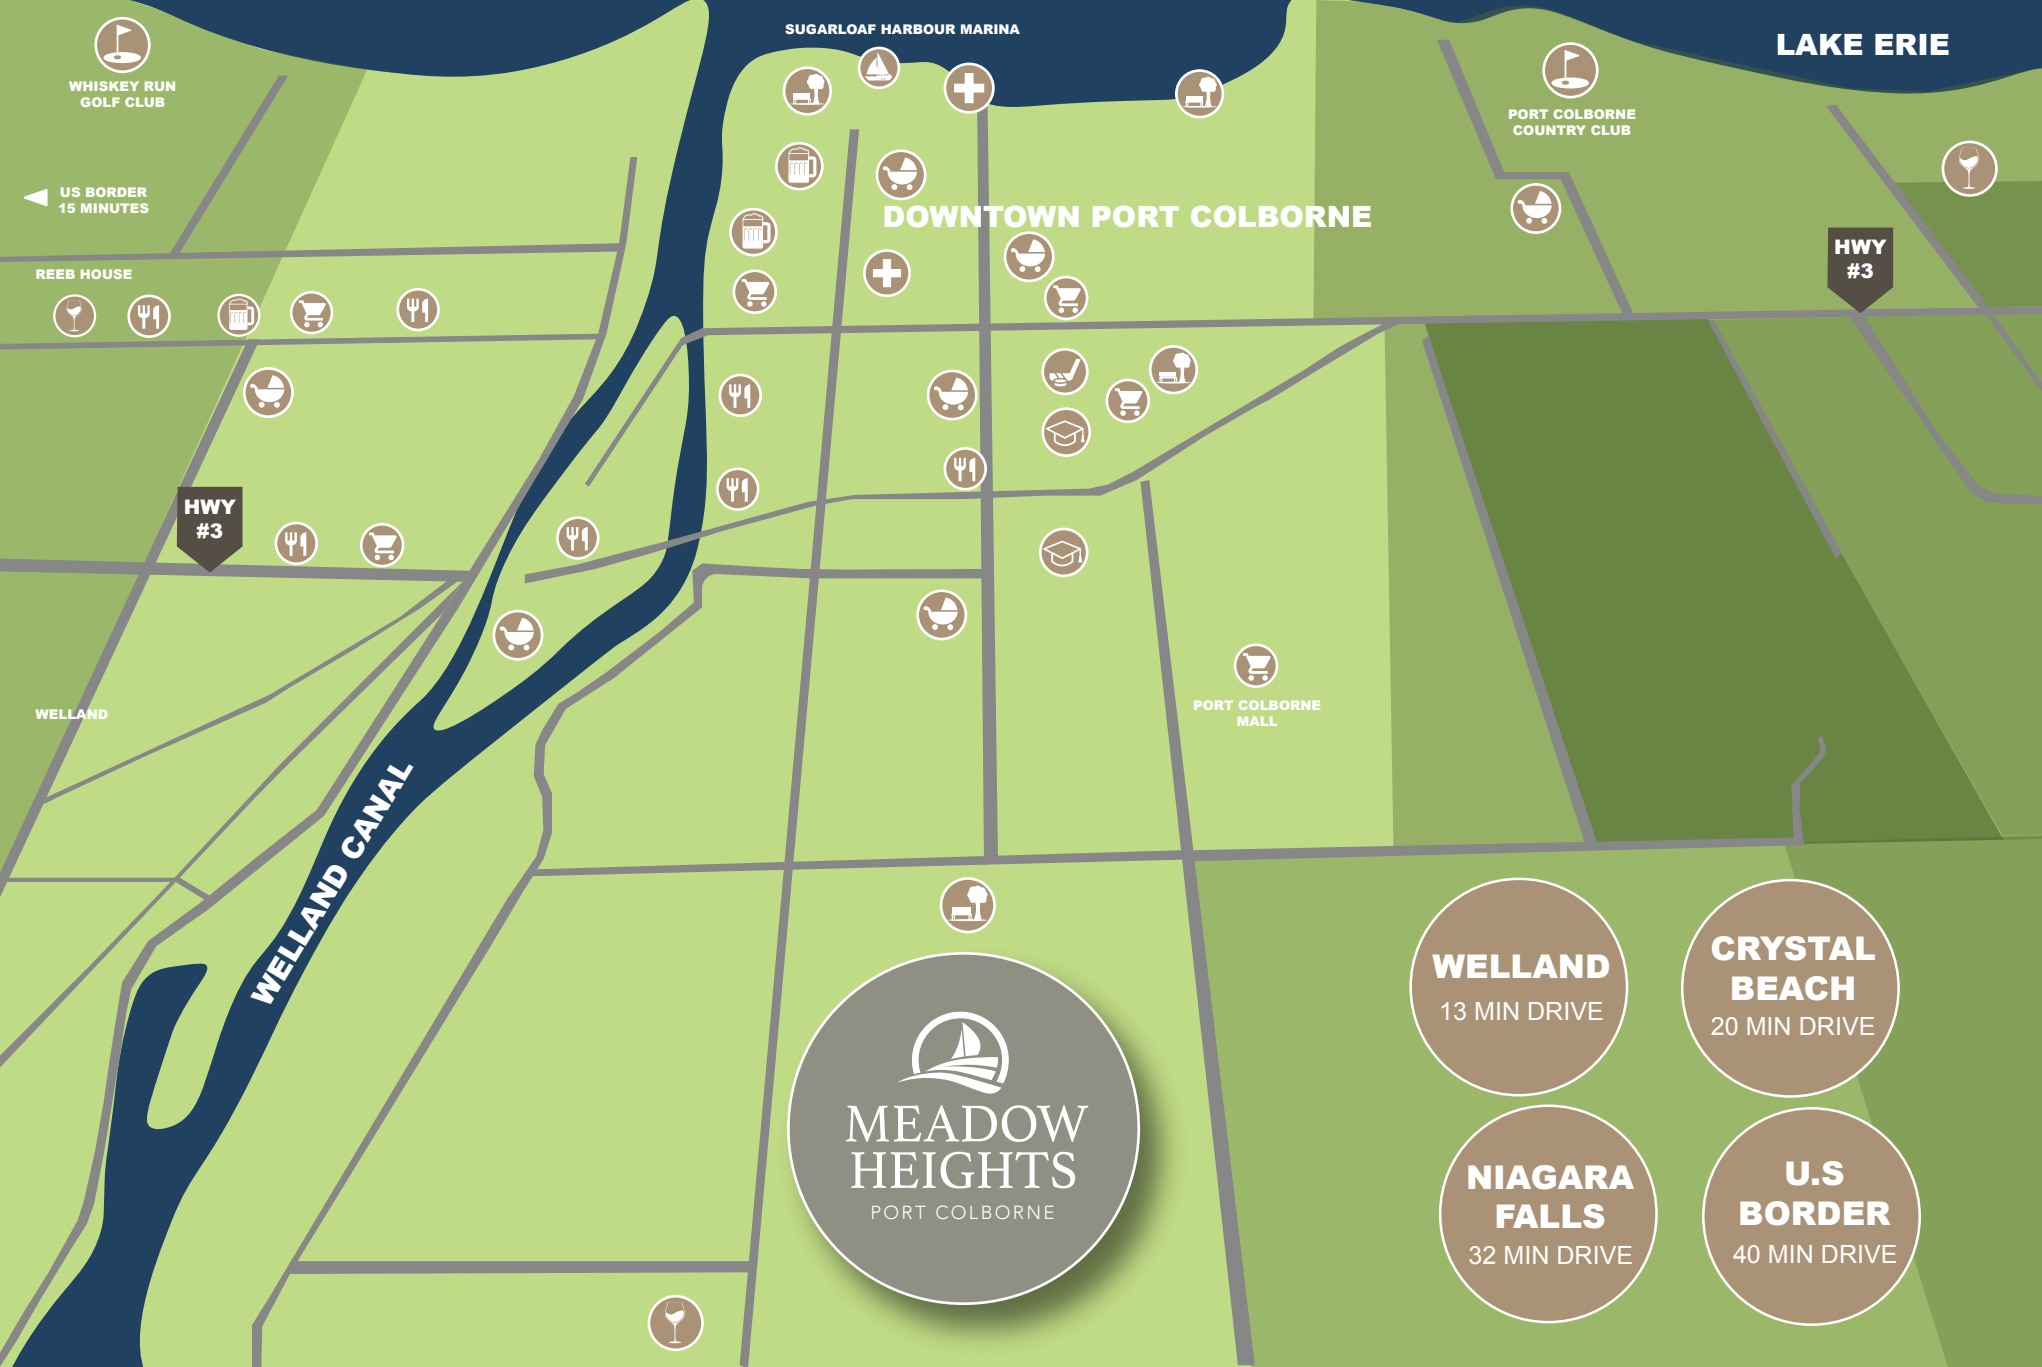 SUGARLOAF HARBOUR MARINA
LAKE ERIE
WHISKEY RUN
GOLF CLUB
PORT COLBORNE
COUNTRY CLUB
US BORDER
15 MINUTES
DOWNTOWN PORT COLBORNE
HWY
#3
REEB HOUSE
HWY
#3
WELLAND
PORT COLBORNE
MALL
WELLAND CANAL
WELLAND
13 MIN DRIVE
CRYSTAL
BEACH
20 MIN DRIVE
MEADOW
HEIGHTS
PORT COLBORNE
NIAGARA
FALLS
32 MIN DRIVE
U.S
BORDER
40 MIN DRIVE